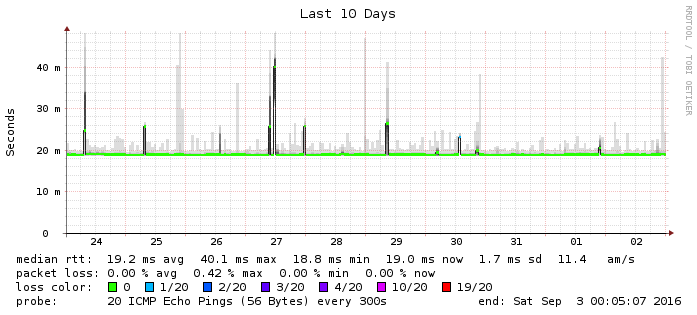 Last 10 Days
RRDTOOL / TOBI OETIKER
Seconds
40 m
30 m
20 m
10 m
0
24 25 26 27 28 29 30 31 01 02
median rtt: 19.2 ms avg 40.1 ms max 18.8 ms min 19.0 ms now 1.7 ms sd 11.4 am/s
packet loss: 0.00 % avg 0.42 % max 0.00 % min 0.00 % now
loss color: 0 1/20 2/20 3/20 4/20 10/20 19/20
probe: 20 ICMP Echo Pings (56 Bytes) every 300s end: Sat Sep 3 00:05:07 2016